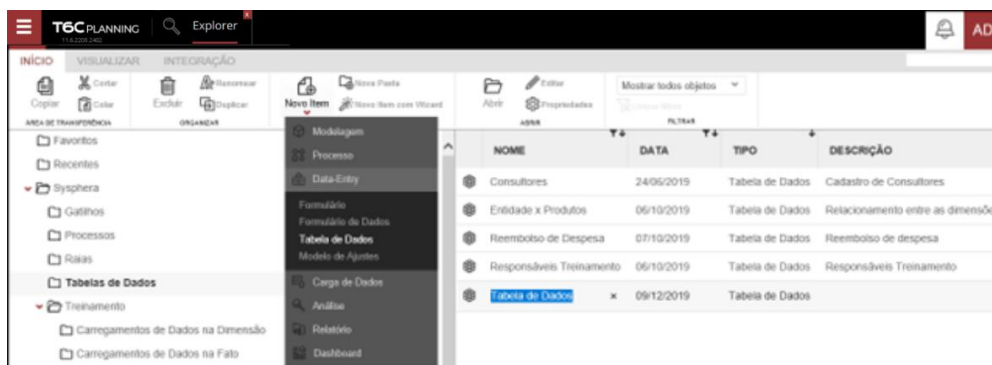 T6C PLANNING Explorer AD
11.6.2208.2402
INÍCIO VISUALIZAR INTEGRAÇÃO
Copiar Cortar Colar Excluir Renomear Duplicar Novo Item Nova Pasta Novo Item com Wizard Abrir Editar Propriedades Mostrar todos objetos
ÁREA DE TRANSFERÊNCIA ORGANIZAR ABRIR FILTRAR
Favoritos
Recentes
Sysphera
Gatilhos
Processos
Raias
Tabelas de Dados
Treinamento
Carregamentos de Dados na Dimensão
Carregamentos de Dados na Fato
Modelagem
Processo
Data-Entry
Formulário
Formulário de Dados
Tabela de Dados
Modelo de Ajustes
Carga de Dados
Análise
Relatório
Dashboard
NOME DATA TIPO DESCRIÇÃO
Consultores 24/06/2019 Tabela de Dados Cadastro de Consultores
Entidade x Produtos 06/10/2019 Tabela de Dados Relacionamento entre as dimensõe
Reembolso de Despesa 07/10/2019 Tabela de Dados Reembolso de despesa
Responsáveis Treinamento 06/10/2019 Tabela de Dados Responsáveis Treinamento
Tabela de Dados × 09/12/2019 Tabela de Dados